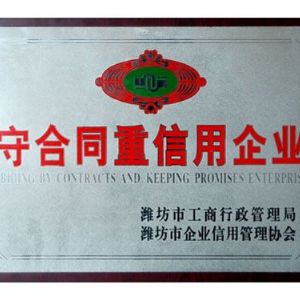 守合同重信用企业
BIDING BY CONTRACTS AND KEEPING PROMISES ENTERPRIS
潍坊市工商行政管理局
潍坊市企业信用管理协会